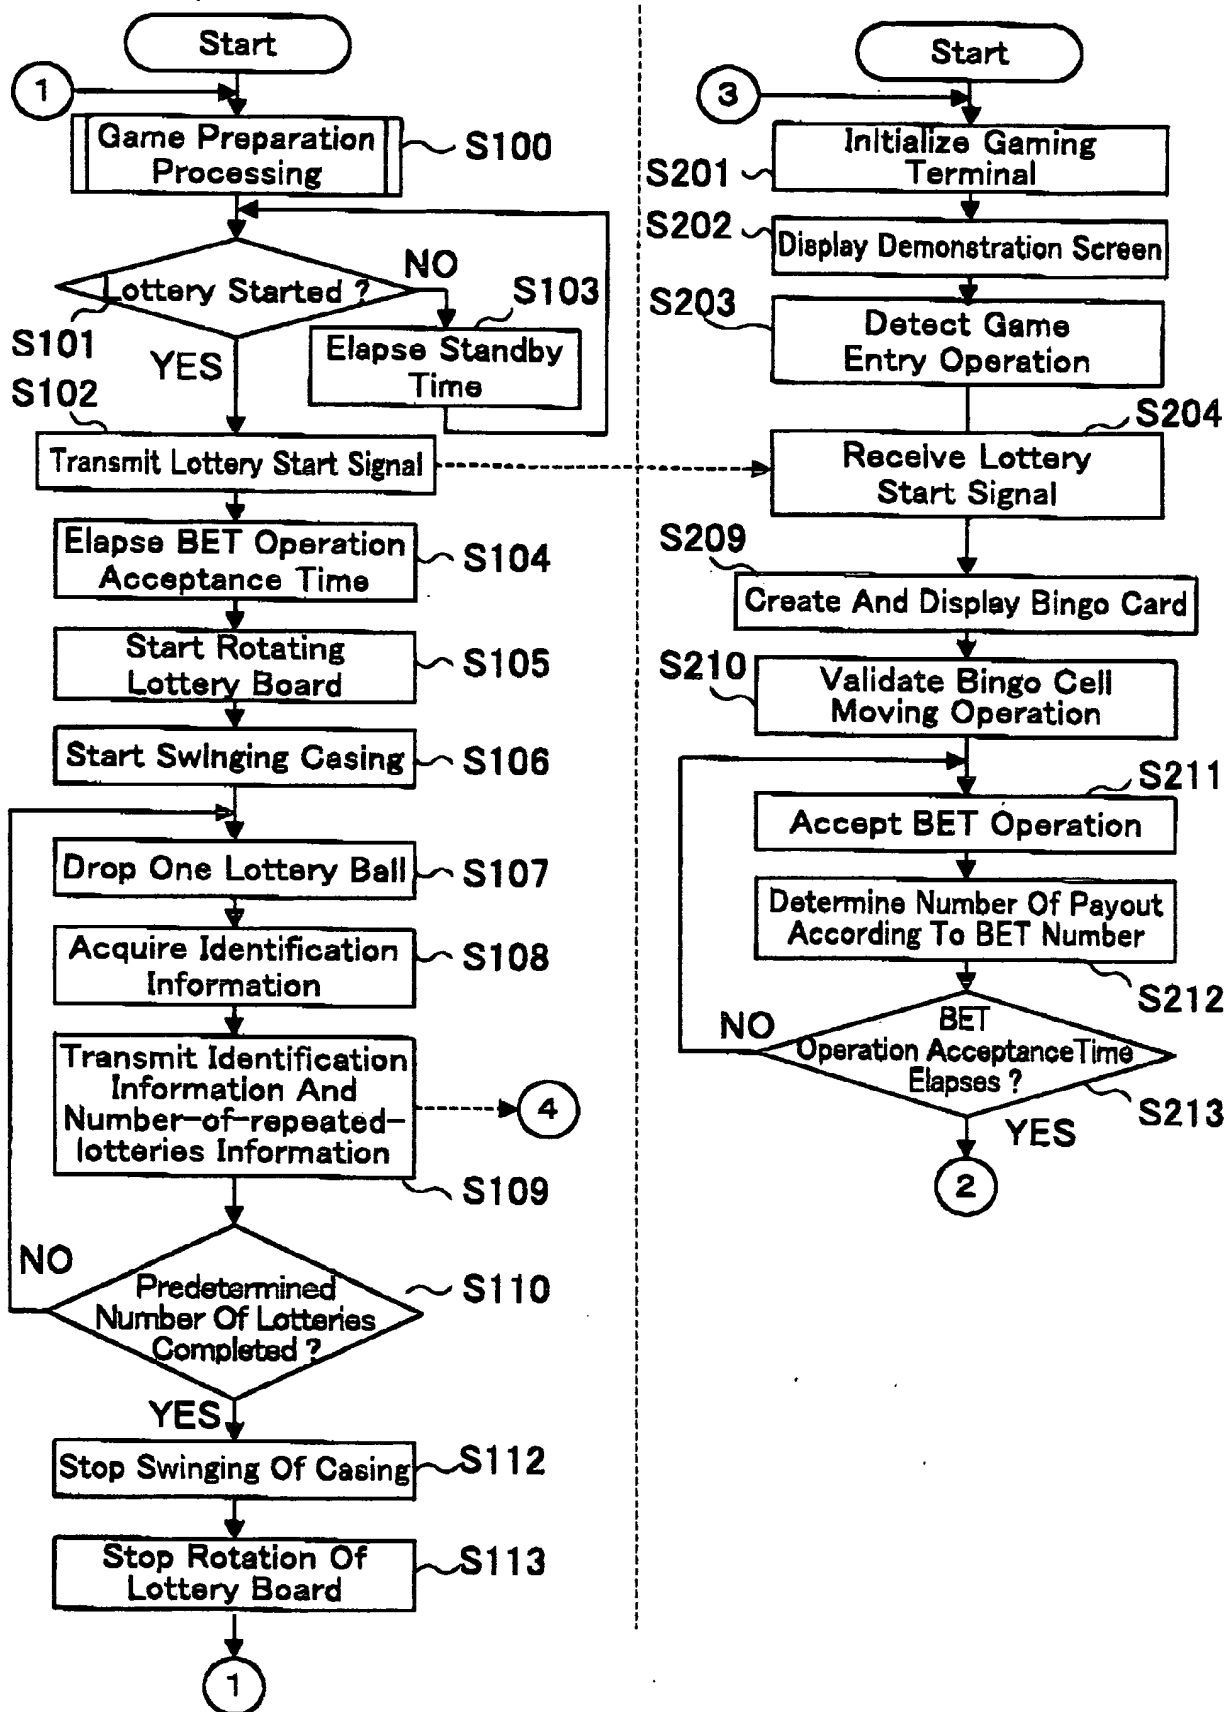 Start
1
Game Preparation
Processing
S100
Lottery Started ?
NO
S101
YES
S103
Elapse Standby
Time
S102
Transmit Lottery Start Signal
Elapse BET Operation
Acceptance Time
S104
Start Rotating
Lottery Board
S105
Start Swinging Casing
S106
Drop One Lottery Ball
S107
Acquire Identification
Information
S108
Transmit Identification
Information And
Number-of-repeated-
lotteries Information
4
S109
NO
Predetermined
Number Of Lotteries
Completed ?
S110
YES
Stop Swinging Of Casing
S112
Stop Rotation Of
Lottery Board
S113
1
Start
3
Initialize Gaming
Terminal
S201
S202
Display Demonstration Screen
S203
Detect Game
Entry Operation
S204
Receive Lottery
Start Signal
S209
Create And Display Bingo Card
S210
Validate Bingo Cell
Moving Operation
S211
Accept BET Operation
Determine Number Of Payout
According To BET Number
S212
NO
BET
Operation Acceptance Time
Elapses ?
S213
YES
2